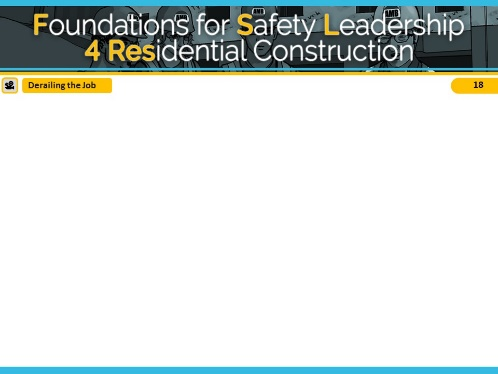 Foundations for Safety Leadership
4 Residential Construction
Derailing the Job
18